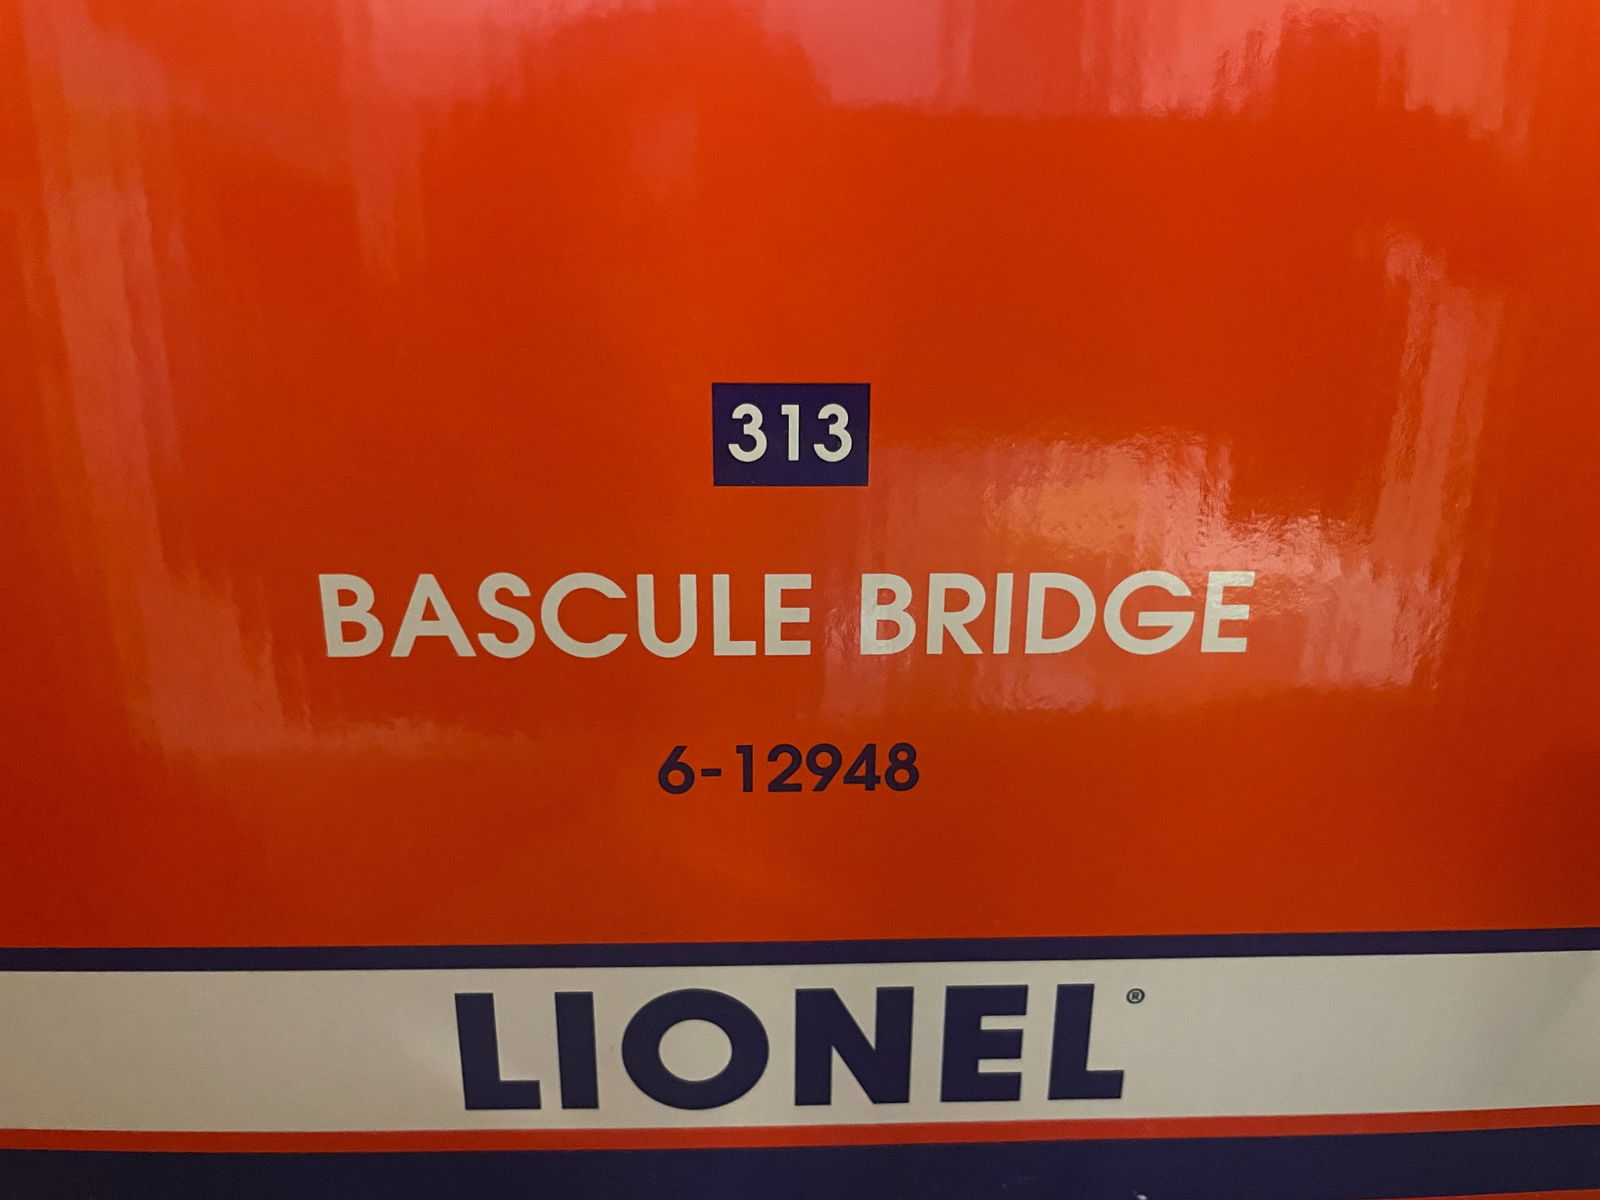 313
BASCULE BRIDGE
6-12948
LIONEL®